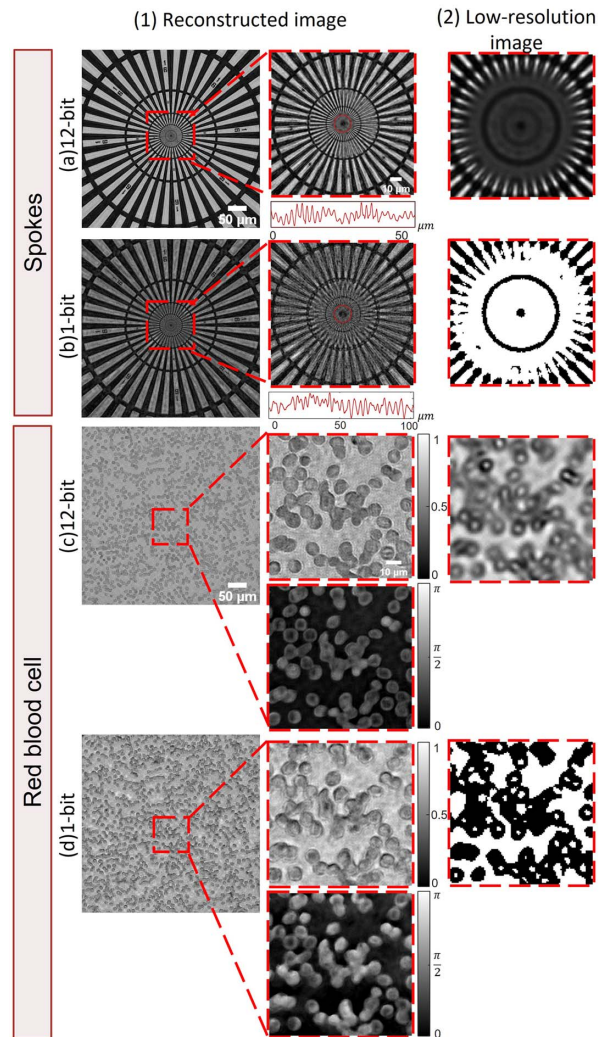 (1) Reconstructed image
(2) Low-resolution
image
Spokes
(a)12-bit
50 μm
10 μm
0 50 μm
(b)1-bit
0 50 100 μm
Red blood cell
(c)12-bit
50 μm
10 μm
1
0.5
0
π
π/2
0
(d)1-bit
1
0.5
0
π
π/2
0